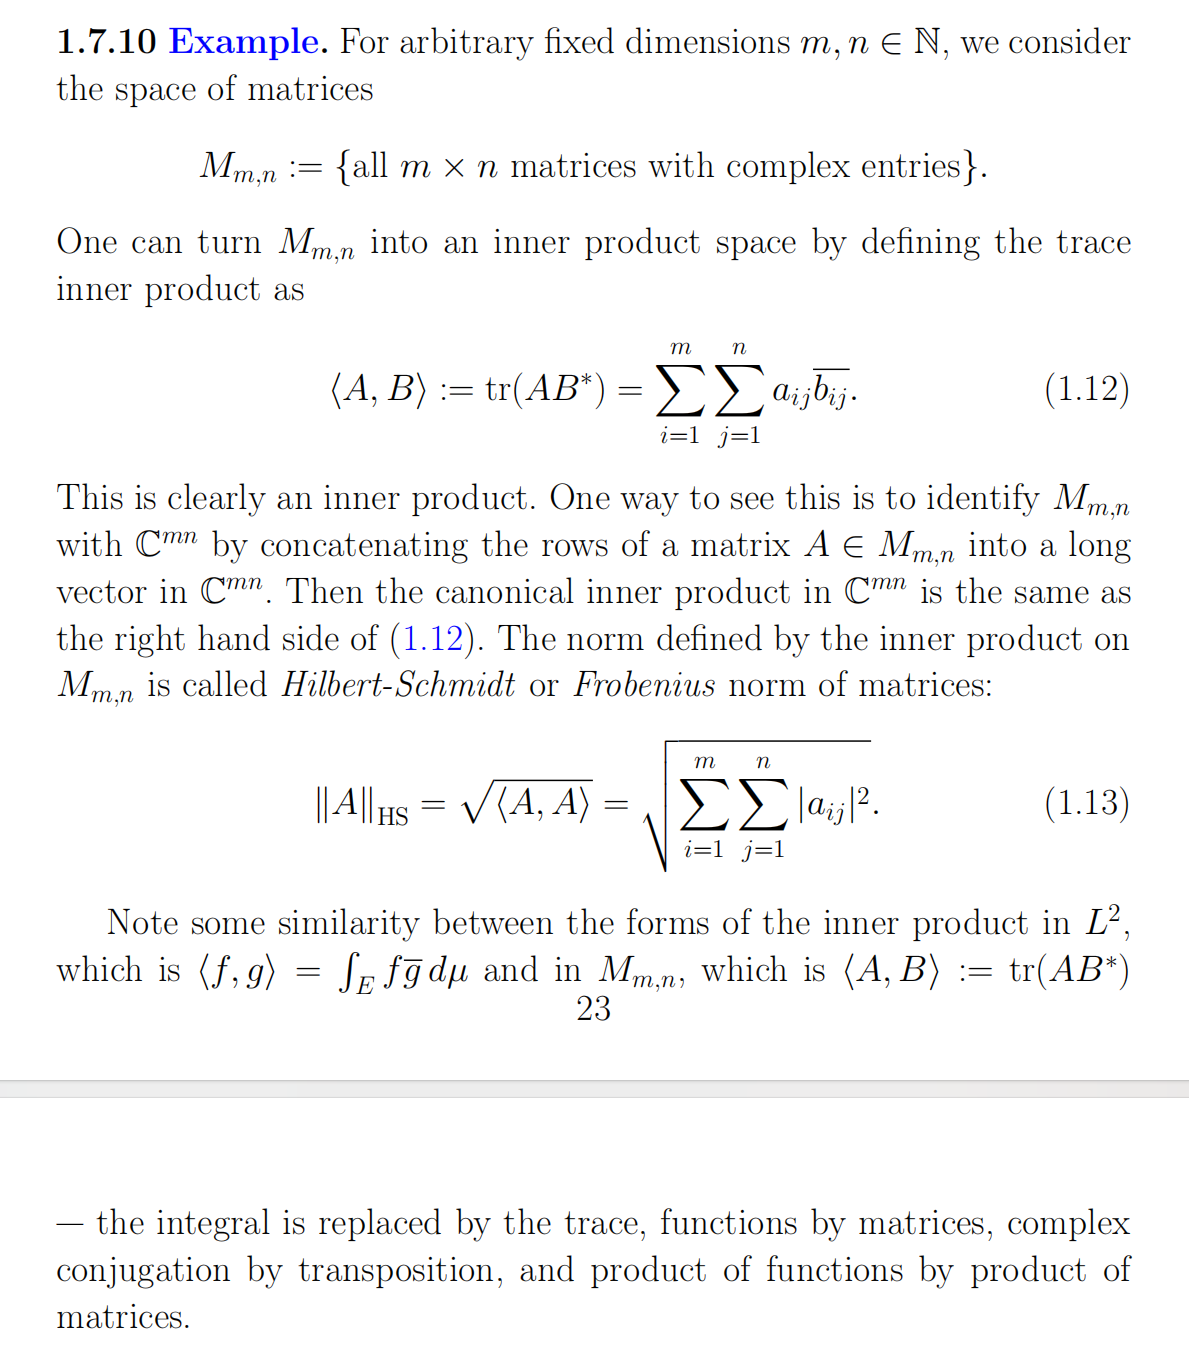 1.7.10 Example. For arbitrary fixed dimensions m, n ∈ ℕ, we consider
the space of matrices
M_{m,n} := {all m × n matrices with complex entries}.
One can turn M_{m,n} into an inner product space by defining the trace
inner product as
⟨A, B⟩ := tr(AB*) = \sum_{i=1}^{m} \sum_{j=1}^{n} a_{ij}\overline{b_{ij}}. (1.12)
This is clearly an inner product. One way to see this is to identify M_{m,n}
with ℂ^{mn} by concatenating the rows of a matrix A ∈ M_{m,n} into a long
vector in ℂ^{mn}. Then the canonical inner product in ℂ^{mn} is the same as
the right hand side of (1.12). The norm defined by the inner product on
M_{m,n} is called Hilbert-Schmidt or Frobenius norm of matrices:
‖A‖_{HS} = \sqrt{⟨A, A⟩} = \sqrt{\sum_{i=1}^{m} \sum_{j=1}^{n} |a_{ij}|^2}. (1.13)
Note some similarity between the forms of the inner product in L^2,
which is ⟨f, g⟩ = ∫_E f\overline{g} dμ and in M_{m,n}, which is ⟨A, B⟩ := tr(AB*)
23
— the integral is replaced by the trace, functions by matrices, complex
conjugation by transposition, and product of functions by product of
matrices.